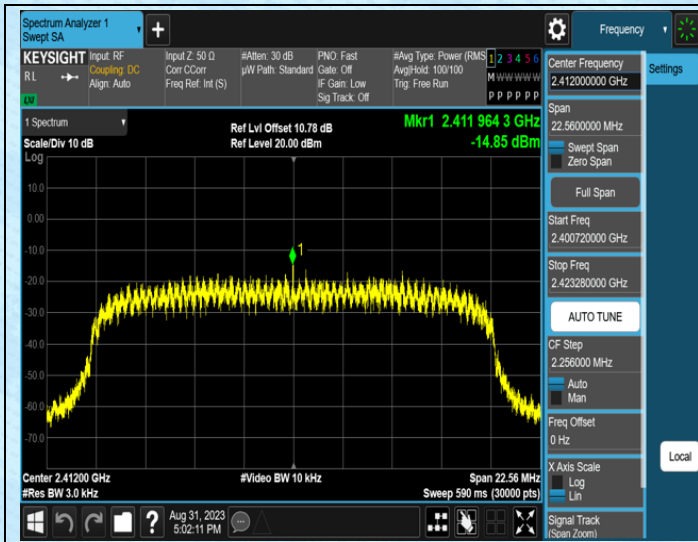 Spectrum Analyzer 1
Swept SA
Frequency
KEYSIGHT
RL
LXI
Input: RF
Coupling: DC
Align: Auto
Input Z: 50 Ω
Corr CCorr
Freq Ref: Int (S)
#Atten: 30 dB
µW Path: Standard
PNO: Fast
Gate: Off
IF Gain: Low
Sig Track: Off
#Avg Type: Power (RMS
Avg|Hold: 100/100
Trig: Free Run
1 2 3 4 5 6
M W W W W W
P P P P P P
1 Spectrum
Scale/Div 10 dB
Log
Ref Lvl Offset 10.78 dB
Ref Level 20.00 dBm
Mkr1 2.411 964 3 GHz
-14.85 dBm
10.0
0.00
-10.0
-20.0
-30.0
-40.0
-50.0
-60.0
-70.0
1
Center 2.41200 GHz
#Res BW 3.0 kHz
#Video BW 10 kHz
Span 22.56 MHz
Sweep 590 ms (30000 pts)
Aug 31, 2023
5:02:11 PM
?
Center Frequency
2.412000000 GHz
Span
22.5600000 MHz
Swept Span
Zero Span
Full Span
Start Freq
2.400720000 GHz
Stop Freq
2.423280000 GHz
AUTO TUNE
CF Step
2.256000 MHz
Auto
Man
Freq Offset
0 Hz
X Axis Scale
Log
Lin
Signal Track
(Span Zoom)
Settings
Local